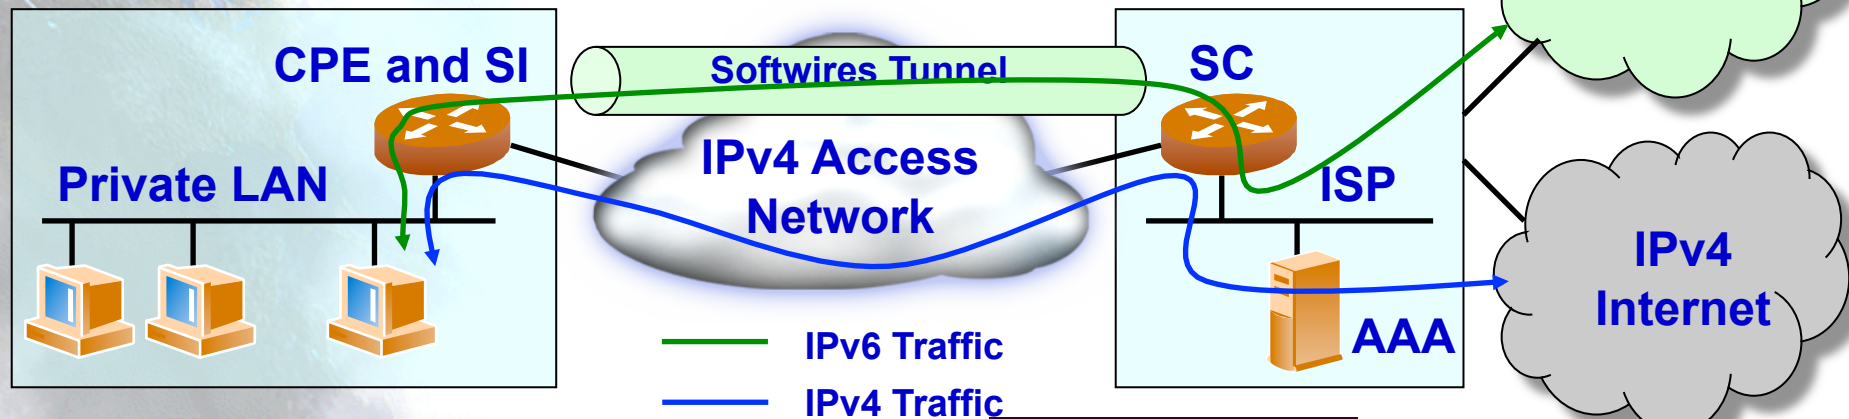 CPE and SI
Softwires Tunnel
SC
IPv4 Access
Network
Private LAN
ISP
IPv4
Internet
AAA
IPv6 Traffic
IPv4 Traffic